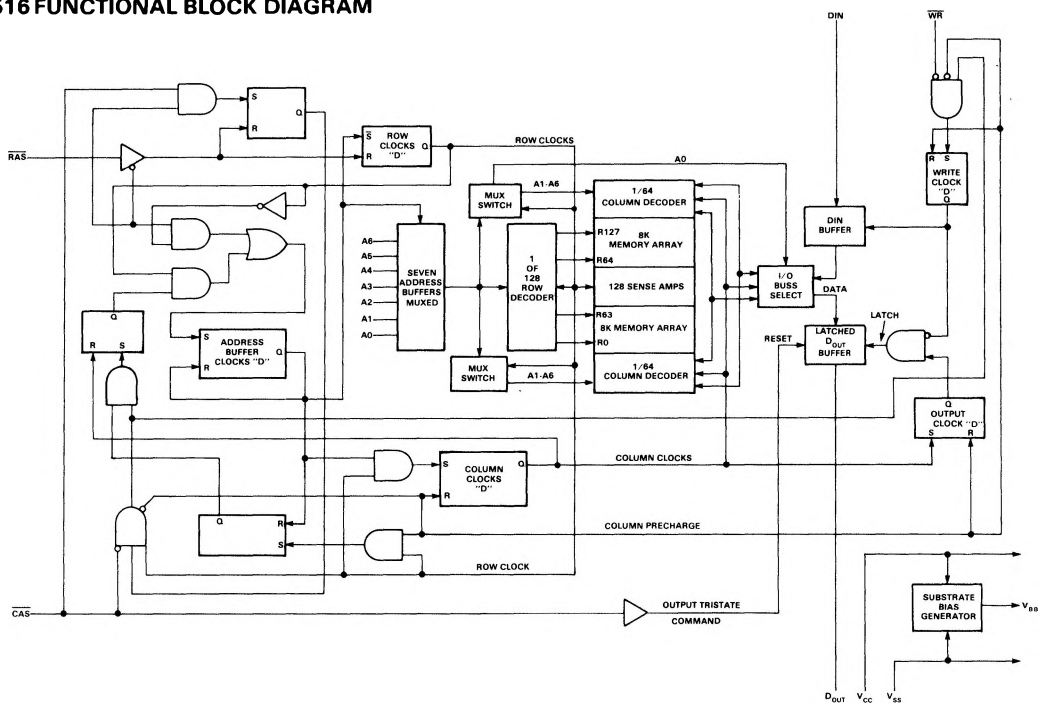 516 FUNCTIONAL BLOCK DIAGRAM
DIN
WR
S
Q
R
RAS
S
ROW
CLOCKS
"D"
Q
R
ROW CLOCKS
A0
R S
WRITE
CLOCK
"D"
Q
MUX
SWITCH
A1-A6
1/64
COLUMN DECODER
DIN
BUFFER
A6
A5
A4
A3
A2
A1
A0
SEVEN
ADDRESS
BUFFERS
MUXED
1
OF
128
ROW
DECODER
R127
8K
MEMORY ARRAY
R64
128 SENSE AMPS
R63
8K MEMORY ARRAY
R0
I/O
BUSS
SELECT
DATA
LATCH
Q
R S
S
ADDRESS
BUFFER
CLOCKS "D"
Q
R
RESET
LATCHED
DOUT
BUFFER
MUX
SWITCH
A1-A6
1/64
COLUMN DECODER
Q
OUTPUT
CLOCK "D"
S R
S
COLUMN
CLOCKS
"D"
Q
R
COLUMN CLOCKS
Q
R
S
COLUMN PRECHARGE
ROW CLOCK
CAS
OUTPUT TRISTATE
COMMAND
SUBSTRATE
BIAS
GENERATOR
VBB
DOUT VCC VSS